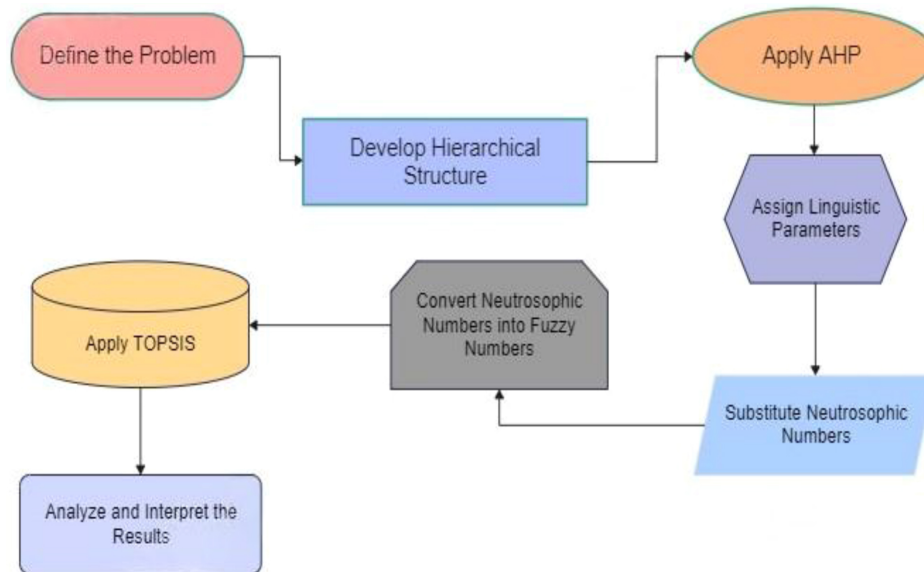 Define the Problem
Develop Hierarchical
Structure
Apply AHP
Assign Linguistic
Parameters
Substitute Neutrosophic
Numbers
Convert Neutrosophic
Numbers into Fuzzy
Numbers
Apply TOPSIS
Analyze and Interpret the
Results